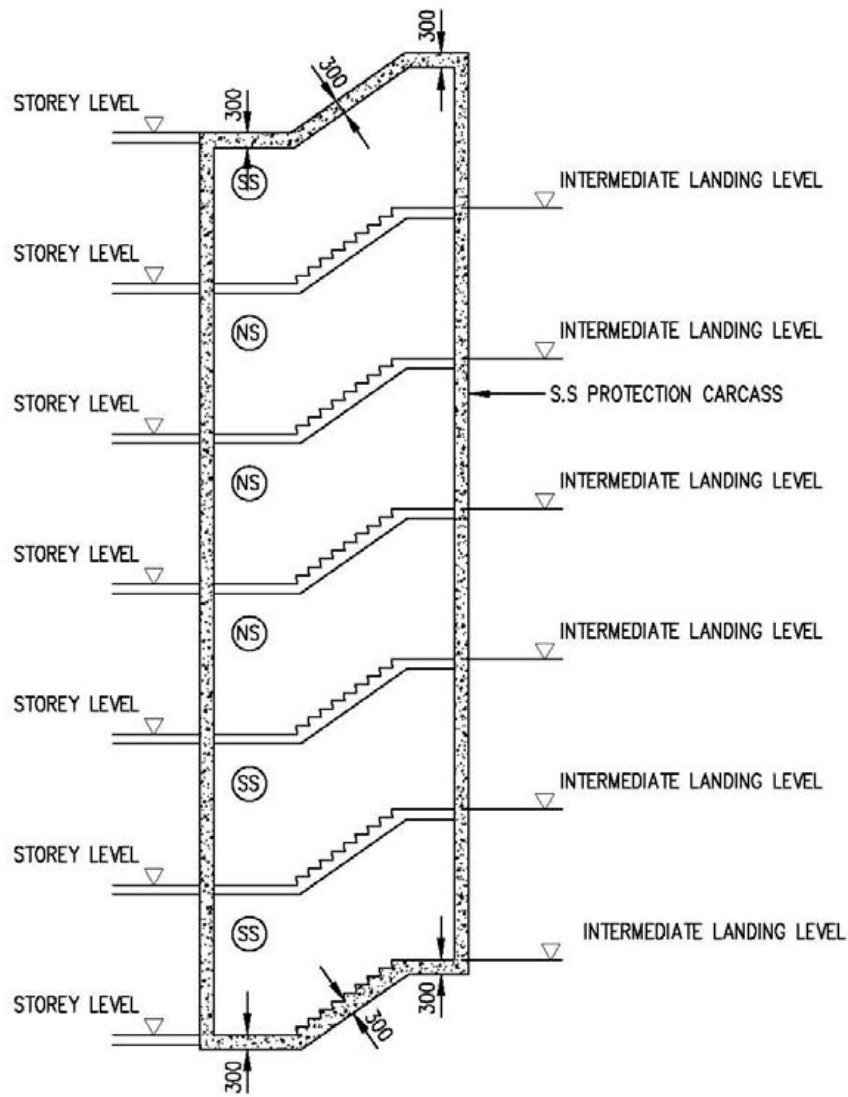 300
300
300
STOREY LEVEL
SS
INTERMEDIATE LANDING LEVEL
STOREY LEVEL
NS
INTERMEDIATE LANDING LEVEL
S.S PROTECTION CARCASS
STOREY LEVEL
NS
INTERMEDIATE LANDING LEVEL
STOREY LEVEL
NS
INTERMEDIATE LANDING LEVEL
STOREY LEVEL
SS
INTERMEDIATE LANDING LEVEL
STOREY LEVEL
SS
INTERMEDIATE LANDING LEVEL
300
STOREY LEVEL
300
300